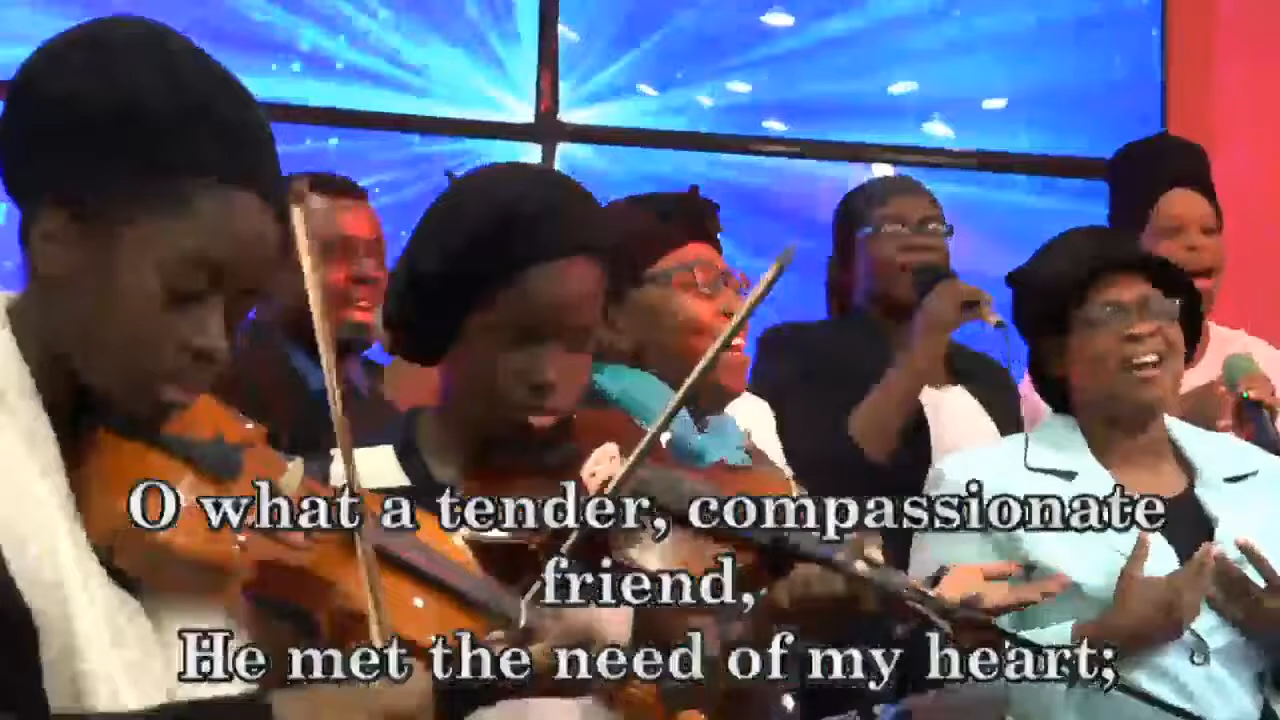 O what a tender, compassionate
friend,
He met the need of my heart;